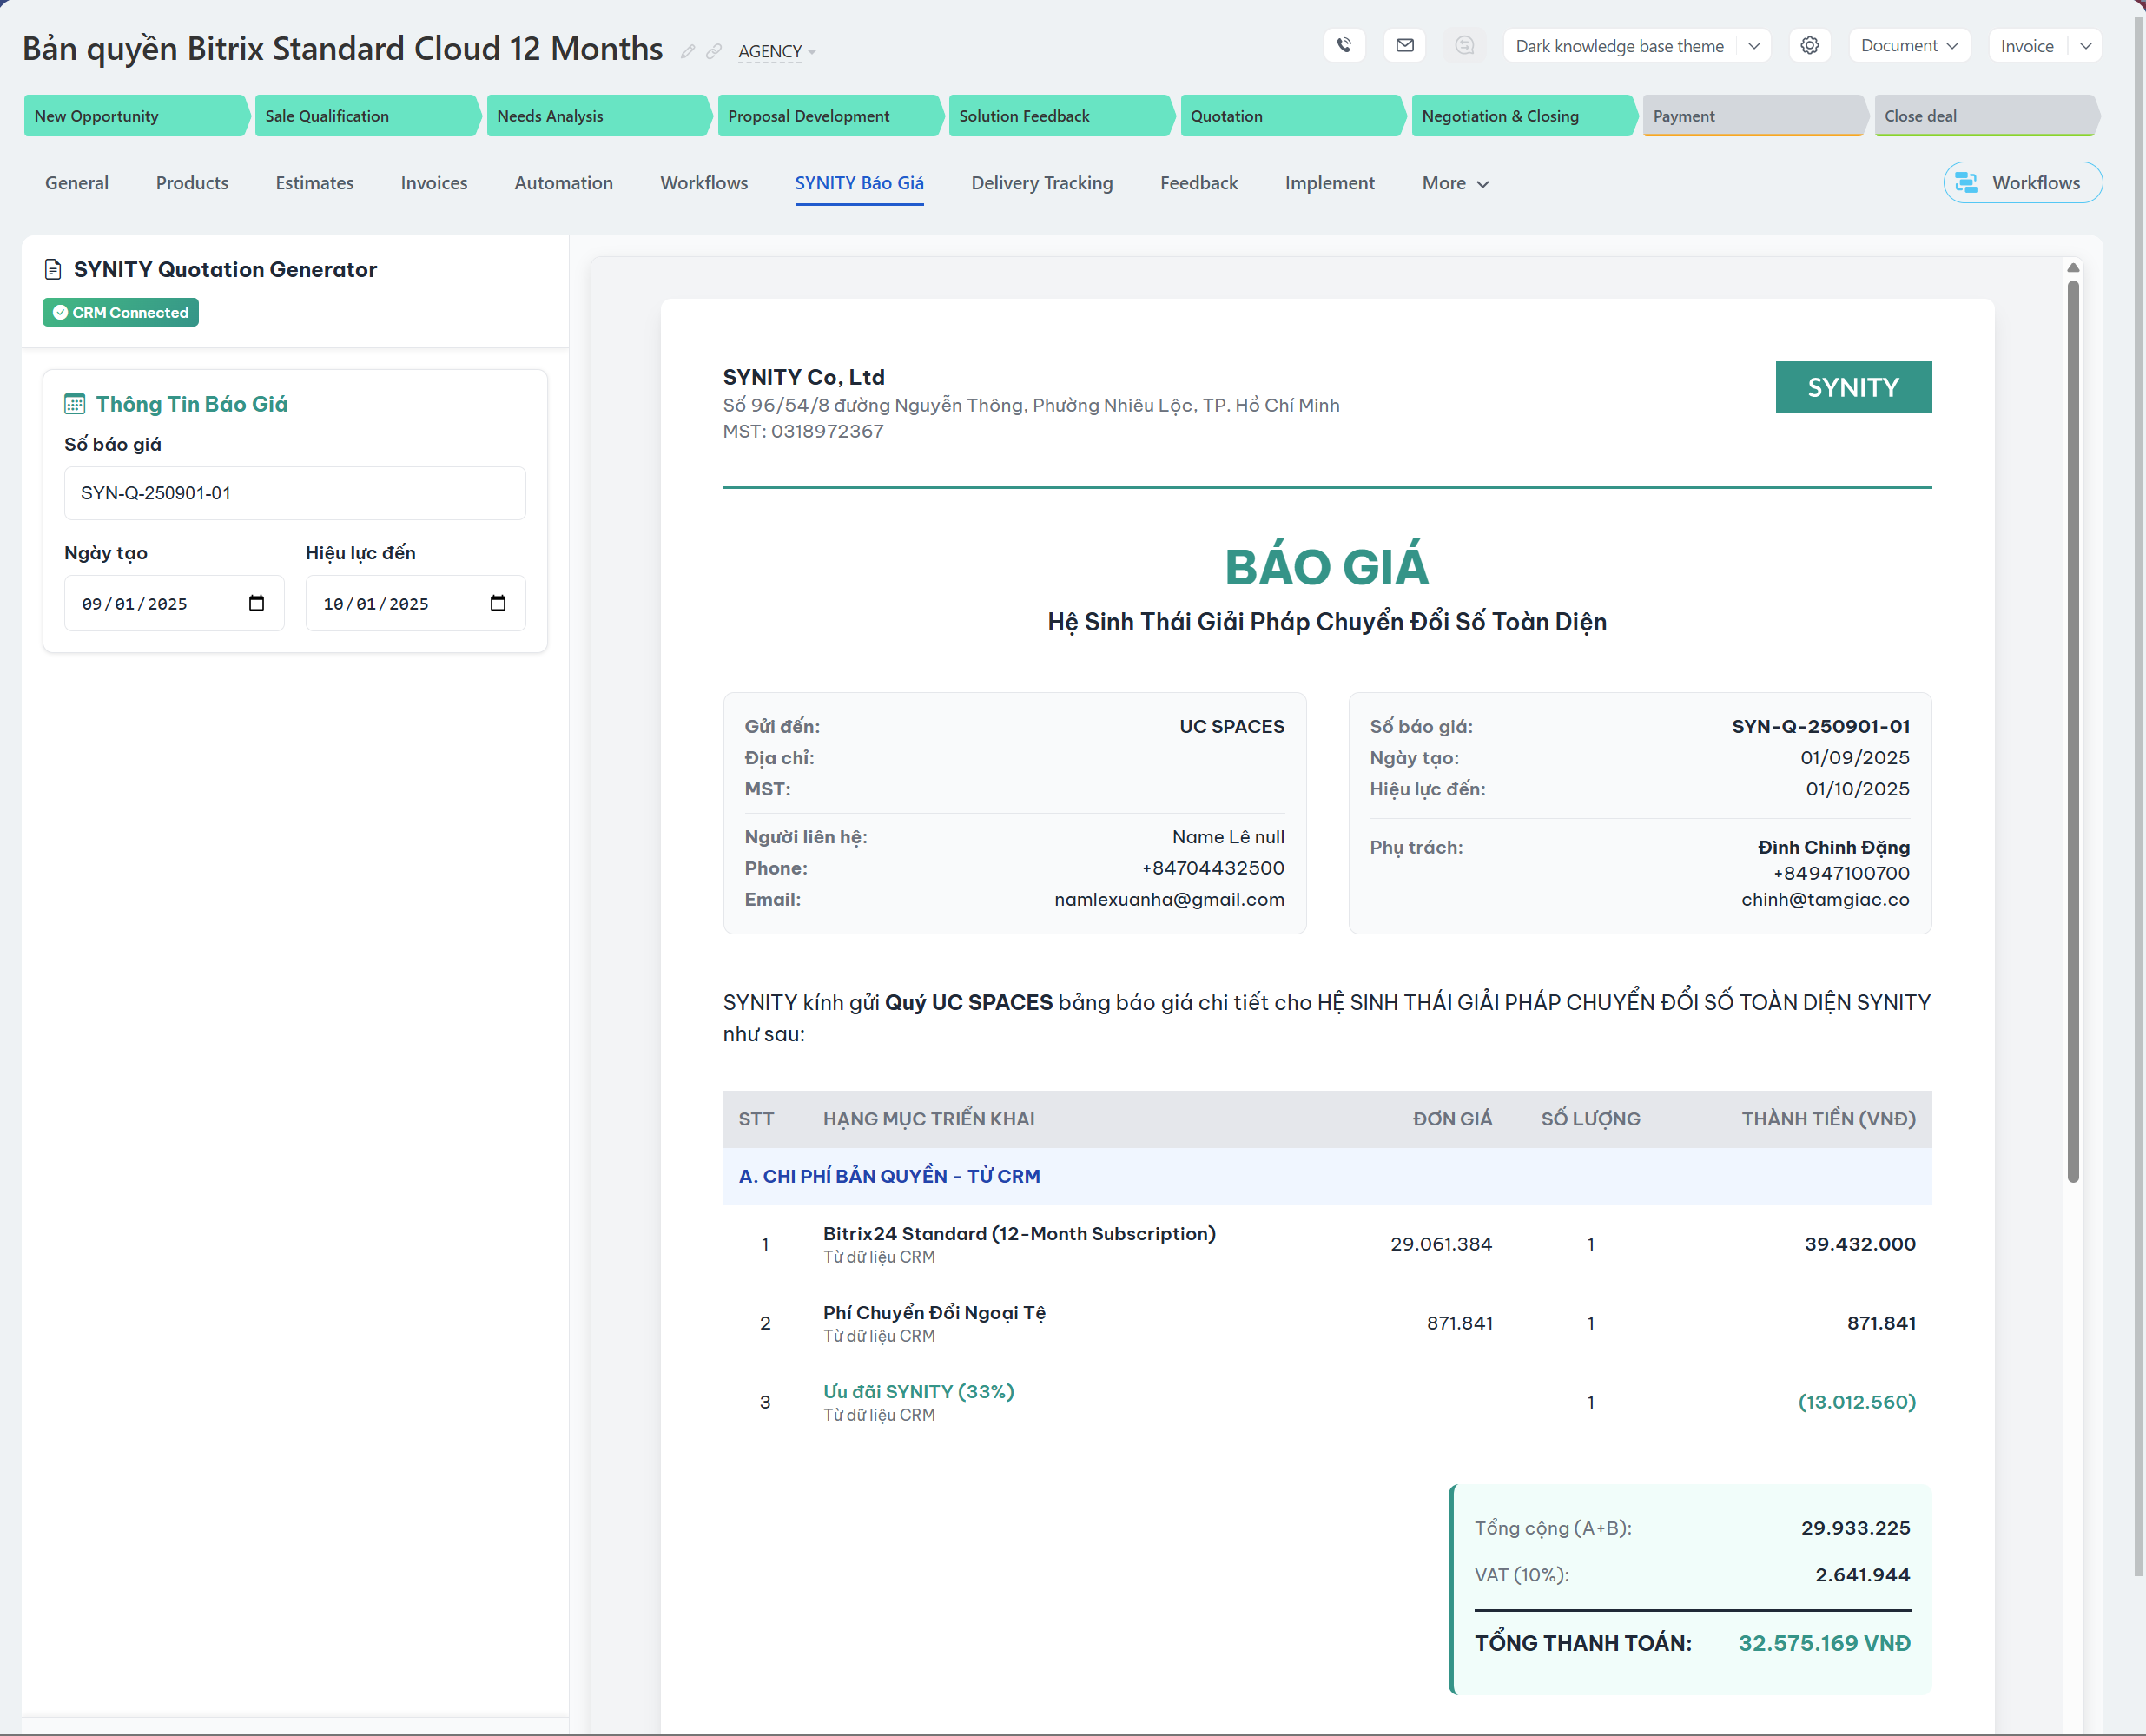 Bản quyền Bitrix Standard Cloud 12 Months
AGENCY
Dark knowledge base theme
Document
Invoice
New Opportunity
Sale Qualification
Needs Analysis
Proposal Development
Solution Feedback
Quotation
Negotiation & Closing
Payment
Close deal
General
Products
Estimates
Invoices
Automation
Workflows
SYNITY Báo Giá
Delivery Tracking
Feedback
Implement
More
Workflows
SYNITY Quotation Generator
CRM Connected
Thông Tin Báo Giá
Số báo giá
SYN-Q-250901-01
Ngày tạo
Hiệu lực đến
09/01/2025
10/01/2025
SYNITY Co, Ltd
Số 96/54/8 đường Nguyễn Thông, Phường Nhiêu Lộc, TP. Hồ Chí Minh
MST: 0318972367
SYNITY
BÁO GIÁ
Hệ Sinh Thái Giải Pháp Chuyển Đổi Số Toàn Diện
Gửi đến: UC SPACES
Địa chỉ:
MST:
Người liên hệ: Name Lê null
Phone: +84704432500
Email: namlexuanha@gmail.com
Số báo giá: SYN-Q-250901-01
Ngày tạo: 01/09/2025
Hiệu lực đến: 01/10/2025
Phụ trách: Đình Chinh Đặng
+84947100700
chinh@tamgiac.co
SYNITY kính gửi Quý UC SPACES bảng báo giá chi tiết cho HỆ SINH THÁI GIẢI PHÁP CHUYỂN ĐỔI SỐ TOÀN DIỆN SYNITY
như sau:
STT HẠNG MỤC TRIỂN KHAI ĐƠN GIÁ SỐ LƯỢNG THÀNH TIỀN (VNĐ)
A. CHI PHÍ BẢN QUYỀN - TỪ CRM
1 Bitrix24 Standard (12-Month Subscription) 29.061.384 1 39.432.000
Từ dữ liệu CRM
2 Phí Chuyển Đổi Ngoại Tệ 871.841 1 871.841
Từ dữ liệu CRM
3 Ưu đãi SYNITY (33%) 1 (13.012.560)
Từ dữ liệu CRM
Tổng cộng (A+B): 29.933.225
VAT (10%): 2.641.944
TỔNG THANH TOÁN: 32.575.169 VNĐ